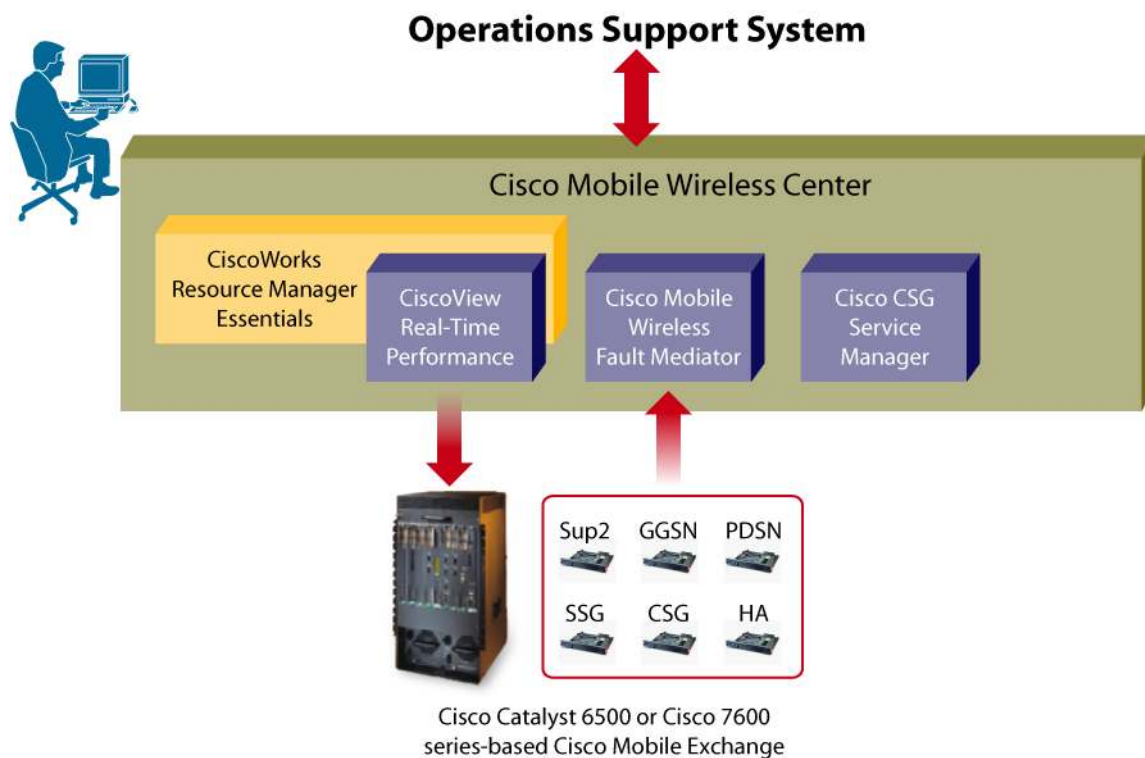 Operations Support System
Cisco Mobile Wireless Center
CiscoWorks
Resource Manager
Essentials
CiscoView
Real-Time
Performance
Cisco Mobile
Wireless
Fault Mediator
Cisco CSG
Service
Manager
Sup2 GGSN PDSN
SSG CSG HA
Cisco Catalyst 6500 or Cisco 7600
series-based Cisco Mobile Exchange